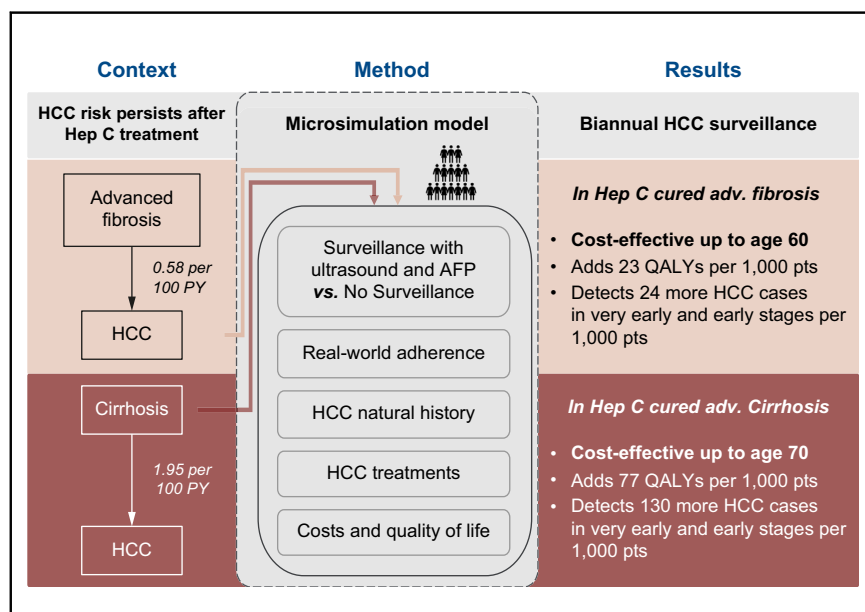 Context
HCC risk persists after
Hep C treatment
Advanced
fibrosis
0.58 per
100 PY
HCC
Cirrhosis
1.95 per
100 PY
HCC
Method
Microsimulation model
Surveillance with
ultrasound and AFP
vs. No Surveillance
Real-world adherence
HCC natural history
HCC treatments
Costs and quality of life
Results
Biannual HCC surveillance
In Hep C cured adv. fibrosis
• Cost-effective up to age 60
• Adds 23 QALYs per 1,000 pts
• Detects 24 more HCC cases
in very early and early stages per
1,000 pts
In Hep C cured adv. Cirrhosis
• Cost-effective up to age 70
• Adds 77 QALYs per 1,000 pts
• Detects 130 more HCC cases
in very early and early stages per
1,000 pts